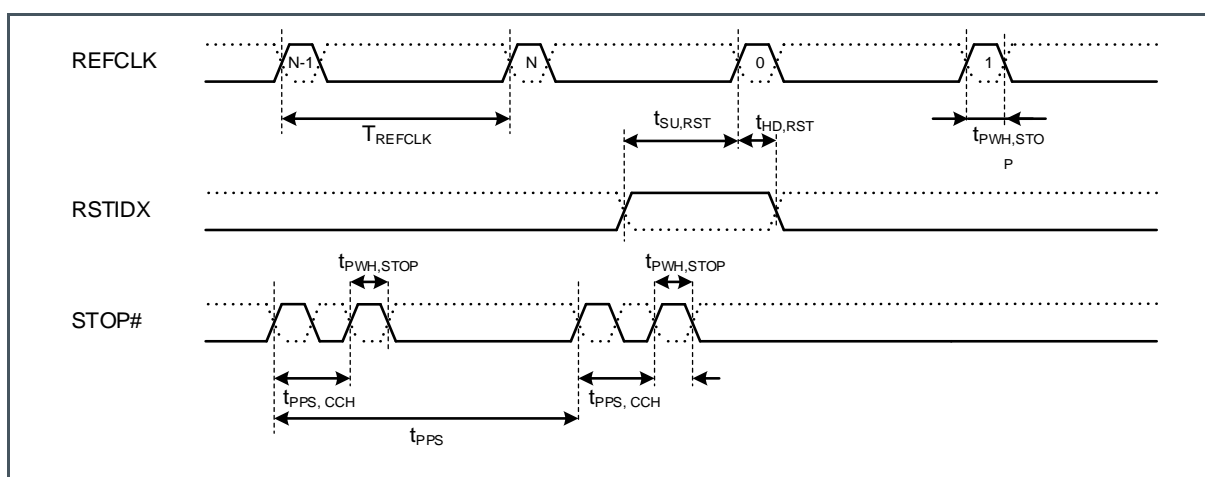 REFCLK
N-1
N
0
1
TREFCLK
tSU,RST
tHD,RST
tPWH,STO
P
RSTIDX
tPWH,STOP
tPWH,STOP
STOP#
tPPS, CCH
tPPS, CCH
tPPS